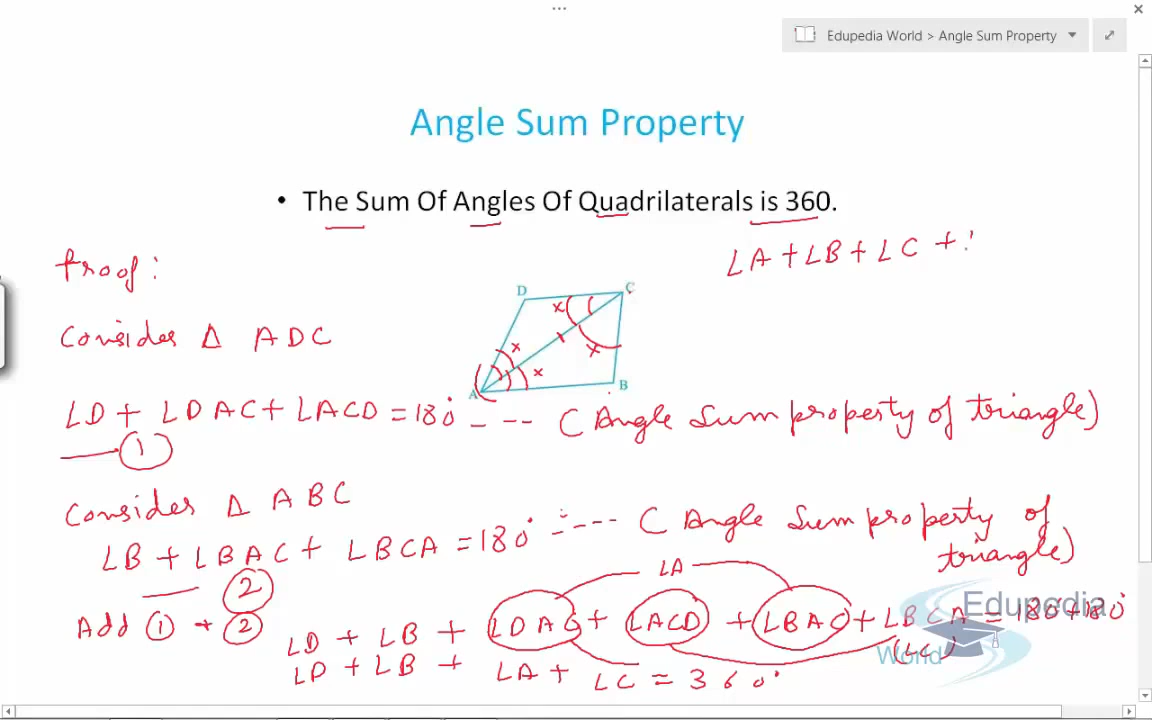 Edupedia World > Angle Sum Property
Angle Sum Property
• The Sum Of Angles Of Quadrilaterals is 360.
∠A + ∠B + ∠C +
Proof:
D
C
A
B
x
x
x
x
Consider Δ ADC
∠D + ∠DAC + ∠ACD = 180° - - - ( Angle Sum property of triangle)
①
Consider Δ ABC
∠B + ∠BAC + ∠BCA = 180° - - - - ( Angle Sum property of triangle)
②
∠A
Add ① + ②
∠D + ∠B + ∠DAC + ∠ACD + ∠BAC + ∠BCA = 180+180°
(∠C)
∠D + ∠B + ∠A + ∠C = 360°
Edupedia
World